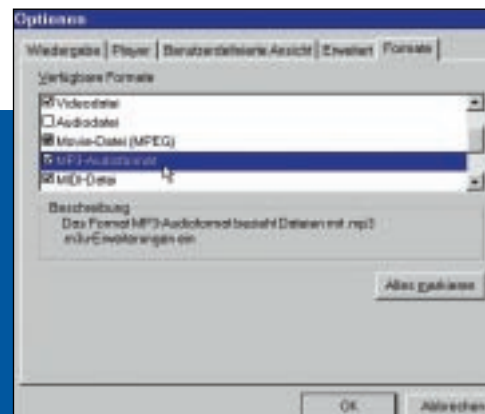 Optionen
Wiedergabe | Player | Benutzerdefinierte Ansicht | Erweitert | Formate
Verfügbare Formate
Videodatei
Audiodatei
Movie-Datei (MPEG)
MP3-Audioformat
MIDI-Datei
Beschreibung
Das Format MP3-Audioformat bezieht Dateien mit .mp3
m3u-Erweiterungen ein
Alles markieren
OK Abbrechen